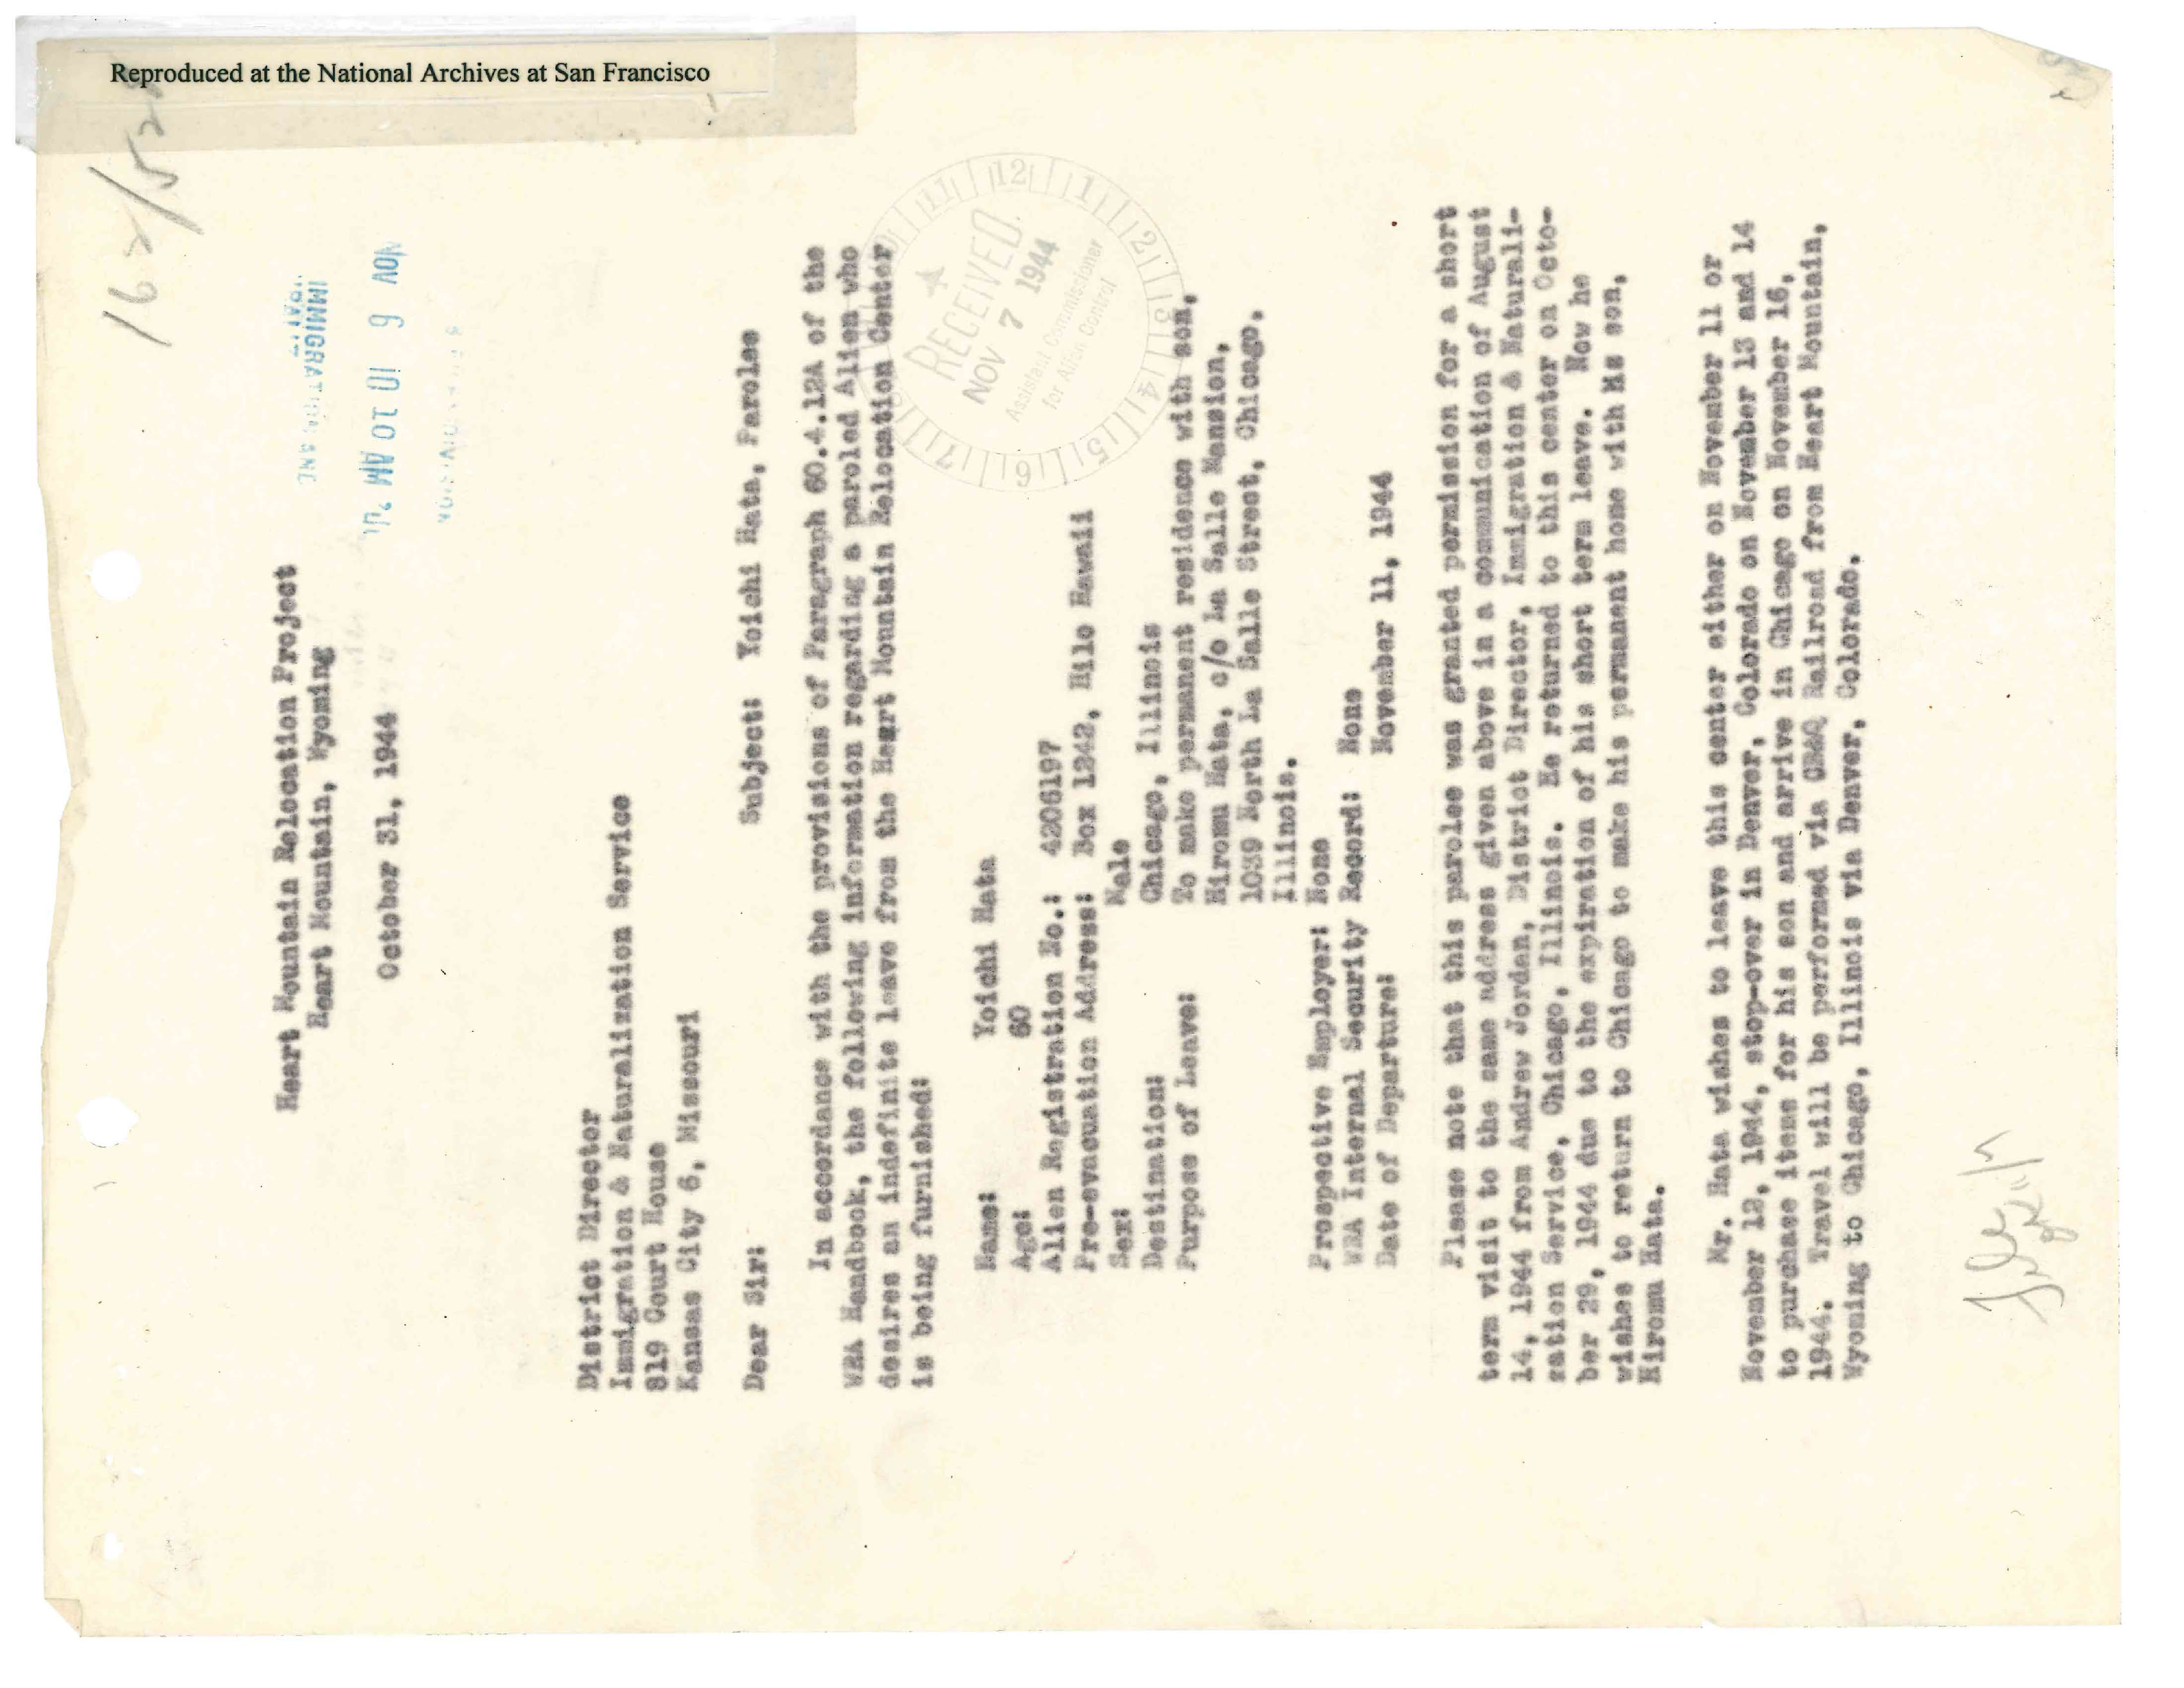 162/52
Reproduced at the National Archives at San Francisco
Heart Mountain Relocation Project
Heart Mountain, Wyoming
October 31, 1944
IMMIGRATION AND
NOV 6 10 10 AM
DIVISION
District Director
Immigration & Naturalization Service
819 Court House
Kansas City 6, Missouri
Dear Sir: Subject: Yoichi Hata, Parolee
In accordance with the provisions of Paragraph 60.4.12A of the
WRA Handbook, the following information regarding a paroled Alien who
desires an indefinite leave from the Heart Mountain Relocation Center
is being furnished:
RECEIVED
NOV 7 1944
Assistant Commissioner
for Alien Control
Name: Yoichi Hata
Age: 60
Alien Registration No.: 4206197
Pre-evacuation Address: Box 1242, Hilo Hawaii
Sex: Male
Destination: Chicago, Illinois
Purpose of Leave: To make permanent residence with son,
Hiromu Hata, c/o La Salle Mansion,
1039 North La Salle Street, Chicago,
Illinois.
Prospective Employer: None
WRA Internal Security Record: None
Date of Departure: November 11, 1944
Please note that this parolee was granted permission for a short
term visit to the same address given above in a communication of August
14, 1944 from Andrew Jordan, District Director, Immigration & Naturali-
zation Service, Chicago, Illinois. He returned to this center on Octo-
ber 29, 1944 due to the expiration of his short term leave. Now he
wishes to return to Chicago to make his permanent home with his son,
Hiromu Hata.
Mr. Hata wishes to leave this center either on November 11 or
November 12, 1944, stop-over in Denver, Colorado on November 13 and 14
to purchase items for his son and arrive in Chicago on November 16,
1944. Travel will be performed via CB&Q Railroad from Heart Mountain,
Wyoming to Chicago, Illinois via Denver, Colorado.
File
OK 11/7